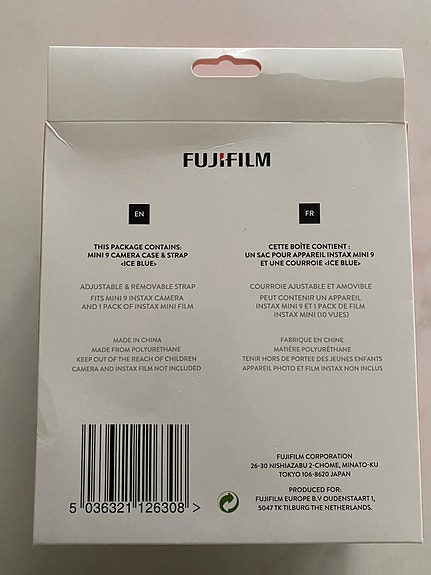 FUJIFILM
EN
THIS PACKAGE CONTAINS:
MINI 9 CAMERA CASE & STRAP
<ICE BLUE>
ADJUSTABLE & REMOVABLE STRAP
FITS MINI 9 INSTAX CAMERA
AND 1 PACK OF INSTAX MINI FILM
MADE IN CHINA
MADE FROM POLYURETHANE
KEEP OUT OF THE REACH OF CHILDREN
CAMERA AND INSTAX FILM NOT INCLUDED
FR
CETTE BOÎTE CONTIENT :
UN SAC POUR APPAREIL INSTAX MINI 9
ET UNE COURROIE <ICE BLUE>
COURROIE AJUSTABLE ET AMOVIBLE
PEUT CONTENIR UN APPAREIL
INSTAX MINI 9 ET 1 PACK DE FILM
INSTAX MINI (10 VUES)
FABRIQUE EN CHINE
MATIÈRE POLYURÉTHANE
TENIR HORS DE PORTEE DES JEUNES ENFANTS
APPAREIL PHOTO ET FILM INSTAX NON INCLUS
5 036321 126308 >
FUJIFILM CORPORATION
26-30 NISHIAZABU 2-CHOME, MINATO-KU
TOKYO 106-8620 JAPAN
PRODUCED FOR:
FUJIFILM EUROPE B.V OUDENSTAART 1,
5047 TK TILBURG THE NETHERLANDS.